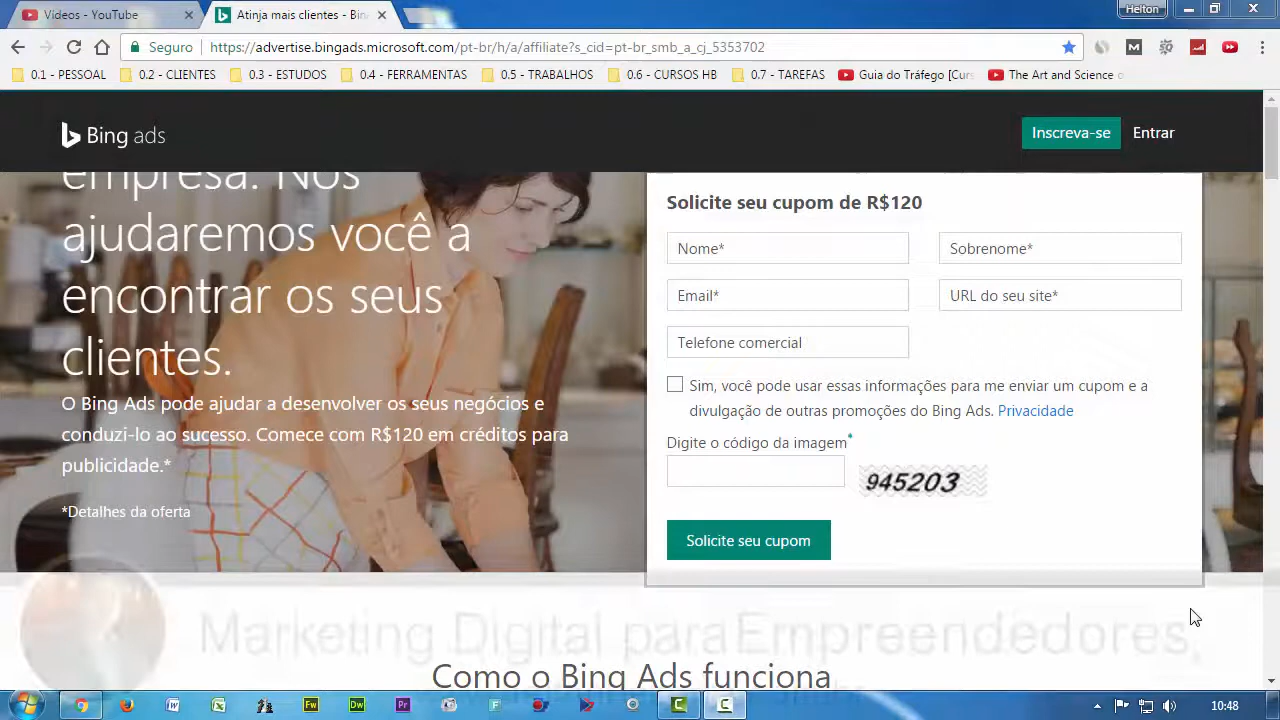 Vídeos - YouTube
Atinja mais clientes - Bin
Helton
Seguro
https://advertise.bingads.microsoft.com/pt-br/h/a/affiliate?s_cid=pt-br_smb_a_cj_5353702
0.1 - PESSOAL
0.2 - CLIENTES
0.3 - ESTUDOS
0.4 - FERRAMENTAS
0.5 - TRABALHOS
0.6 - CURSOS HB
0.7 - TAREFAS
Guia do Tráfego [Curs
The Art and Science o
Bing ads
Inscreva-se
Entrar
empresa. Nós
ajudaremos você a
encontrar os seus
clientes.
O Bing Ads pode ajudar a desenvolver os seus negócios e
conduzi-lo ao sucesso. Comece com R$120 em créditos para
publicidade.*
*Detalhes da oferta
Solicite seu cupom de R$120
Nome*
Sobrenome*
Email*
URL do seu site*
Telefone comercial
Sim, você pode usar essas informações para me enviar um cupom e a
divulgação de outras promoções do Bing Ads. Privacidade
Digite o código da imagem*
945203
Solicite seu cupom
Marketing Digital para Empreendedores,
Como o Bing Ads funciona
10:48